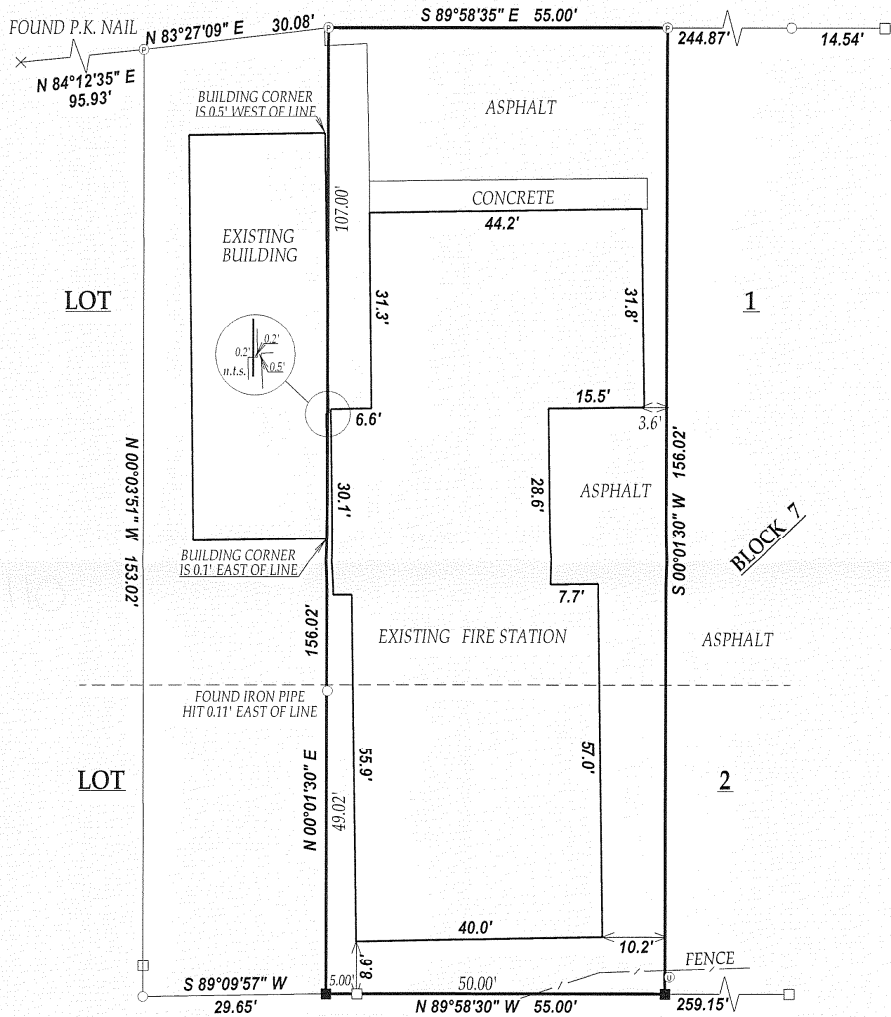 S 89°58'35" E 55.00'
FOUND P.K. NAIL
N 83°27'09" E 30.08'
P
P
P
244.87'
14.54'
N 84°12'35" E
95.93'
BUILDING CORNER
IS 0.5' WEST OF LINE
ASPHALT
107.00'
CONCRETE
44.2'
EXISTING
BUILDING
LOT
1
31.3'
31.8'
0.2'
0.2'
0.5'
n.t.s.
6.6'
15.5'
3.6'
N 00°03'51" W 153.02'
30.1'
28.6'
ASPHALT
S 00°01'30" W 156.02'
BLOCK 7
BUILDING CORNER
IS 0.1' EAST OF LINE
7.7'
156.02'
EXISTING FIRE STATION
ASPHALT
FOUND IRON PIPE
HIT 0.11' EAST OF LINE
LOT
2
N 00°01'30" E
55.9'
49.02'
57.0'
40.0'
10.2'
8.9'
FENCE
U
S 89°09'57" W
29.65'
5.00'
50.00'
N 89°58'30" W 55.00'
259.15'